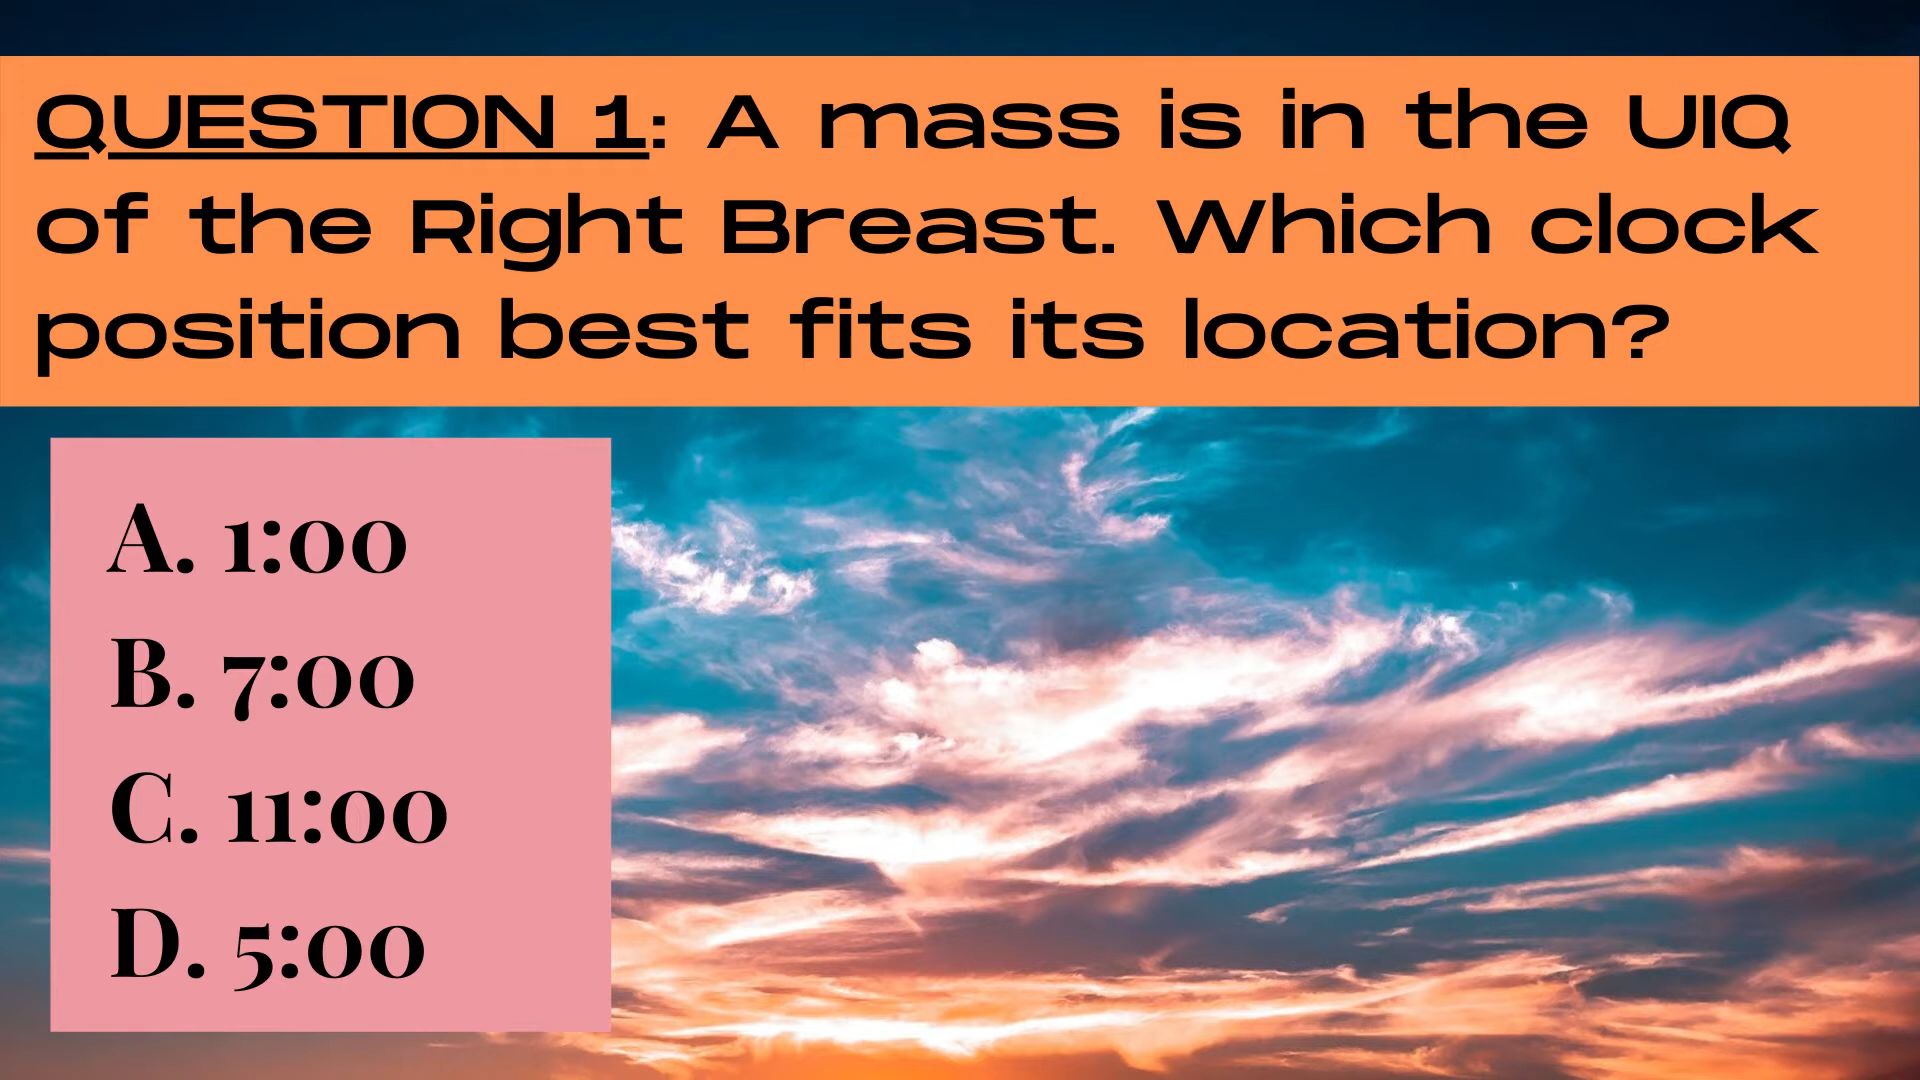 QUESTION 1: A mass is in the UIQ
of the Right Breast. Which clock
position best fits its location?
A. 1:00
B. 7:00
C. 11:00
D. 5:00